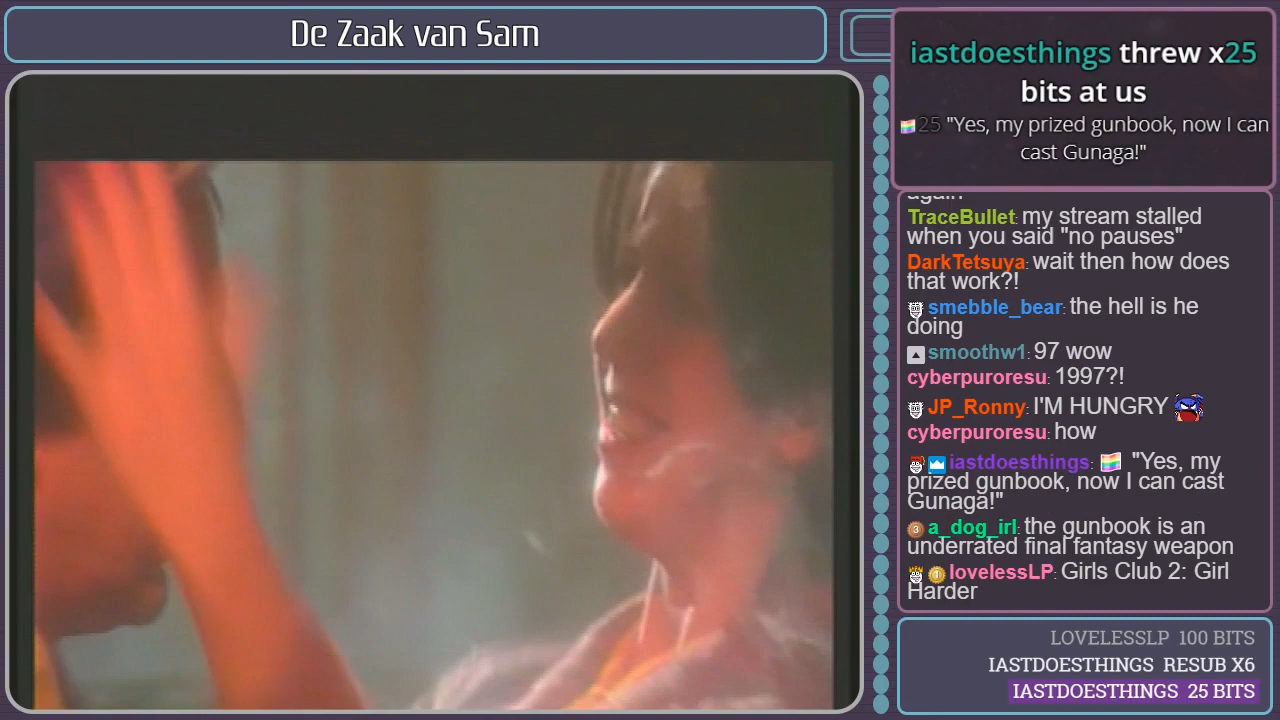 De Zaak van Sam
iastdoesthings threw x25
bits at us
25 "Yes, my prized gunbook, now I can
cast Gunaga!"
again
TraceBullet: my stream stalled
when you said "no pauses"
DarkTetsuya: wait then how does
that work?!
smebble_bear: the hell is he
doing
smoothw1: 97 wow
cyberpuroresu: 1997?!
JP_Ronny: I'M HUNGRY
cyberpuroresu: how
iastdoesthings: "Yes, my
prized gunbook, now I can cast
Gunaga!"
a_dog_irl: the gunbook is an
underrated final fantasy weapon
lovelessLP: Girls Club 2: Girl
Harder
LOVELESSLP 100 BITS
IASTDOESTHINGS RESUB X6
IASTDOESTHINGS 25 BITS